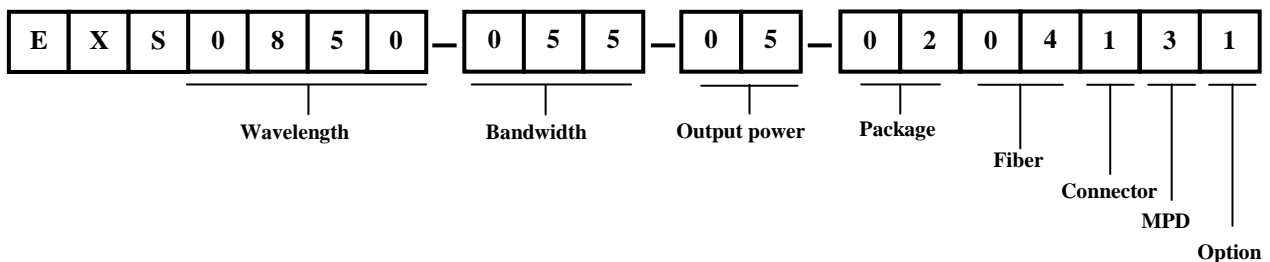 E X S 0 8 5 0 – 0 5 5 – 0 5 – 0 2 0 4 1 3 1
Wavelength Bandwidth Output power Package
Fiber
Connector
MPD
Option